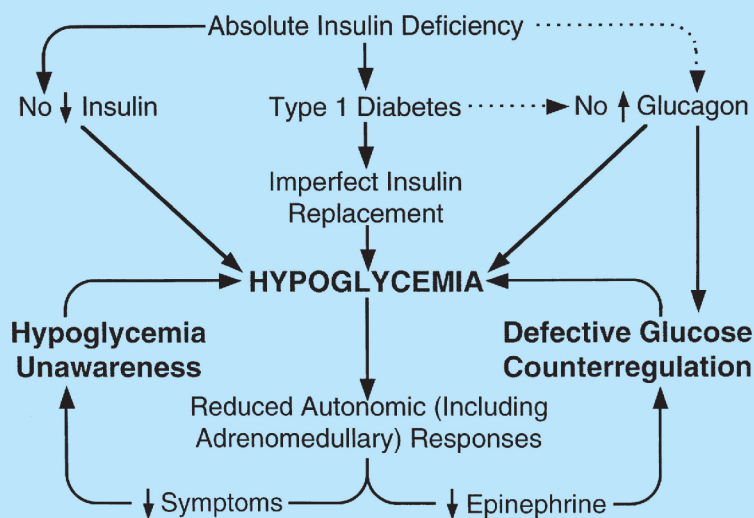 Absolute Insulin Deficiency
No ↓ Insulin
Type 1 Diabetes
No ↑ Glucagon
Imperfect Insulin
Replacement
HYPOGLYCEMIA
Hypoglycemia
Unawareness
Defective Glucose
Counterregulation
Reduced Autonomic (Including
Adrenomedullary) Responses
↓ Symptoms
↓ Epinephrine